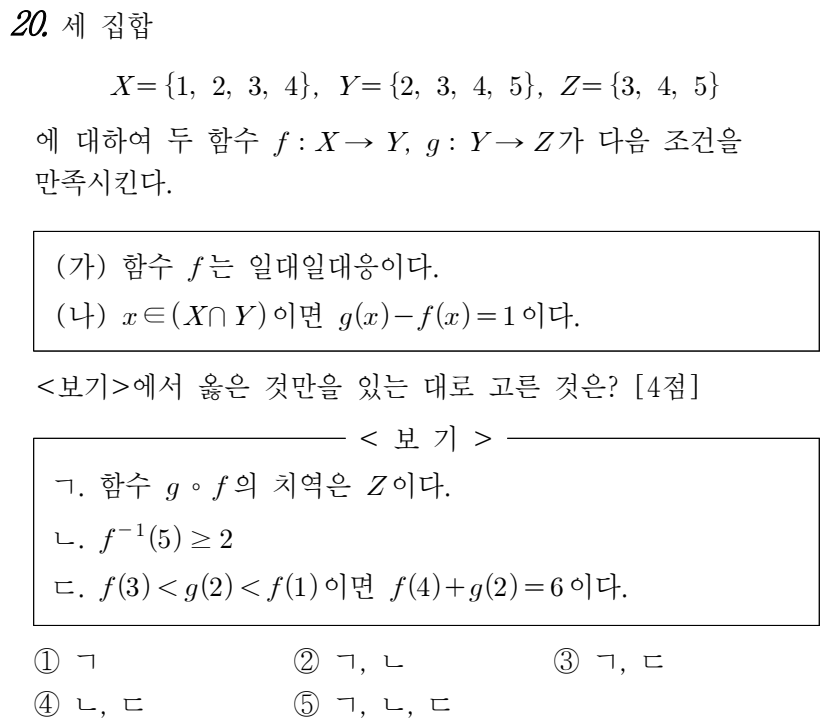 20. 세 집합
X={1, 2, 3, 4}, Y={2, 3, 4, 5}, Z={3, 4, 5}
에 대하여 두 함수 f : X → Y, g : Y → Z가 다음 조건을
만족시킨다.
(가) 함수 f는 일대일대응이다.
(나) x∈(X∩Y)이면 g(x)-f(x)=1이다.
<보기>에서 옳은 것만을 있는 대로 고른 것은? [4점]
< 보 기 >
ㄱ. 함수 g∘f의 치역은 Z이다.
ㄴ. f⁻¹(5) ≥ 2
ㄷ. f(3) < g(2) < f(1)이면 f(4)+g(2)=6이다.
① ㄱ ② ㄱ, ㄴ ③ ㄱ, ㄷ
④ ㄴ, ㄷ ⑤ ㄱ, ㄴ, ㄷ